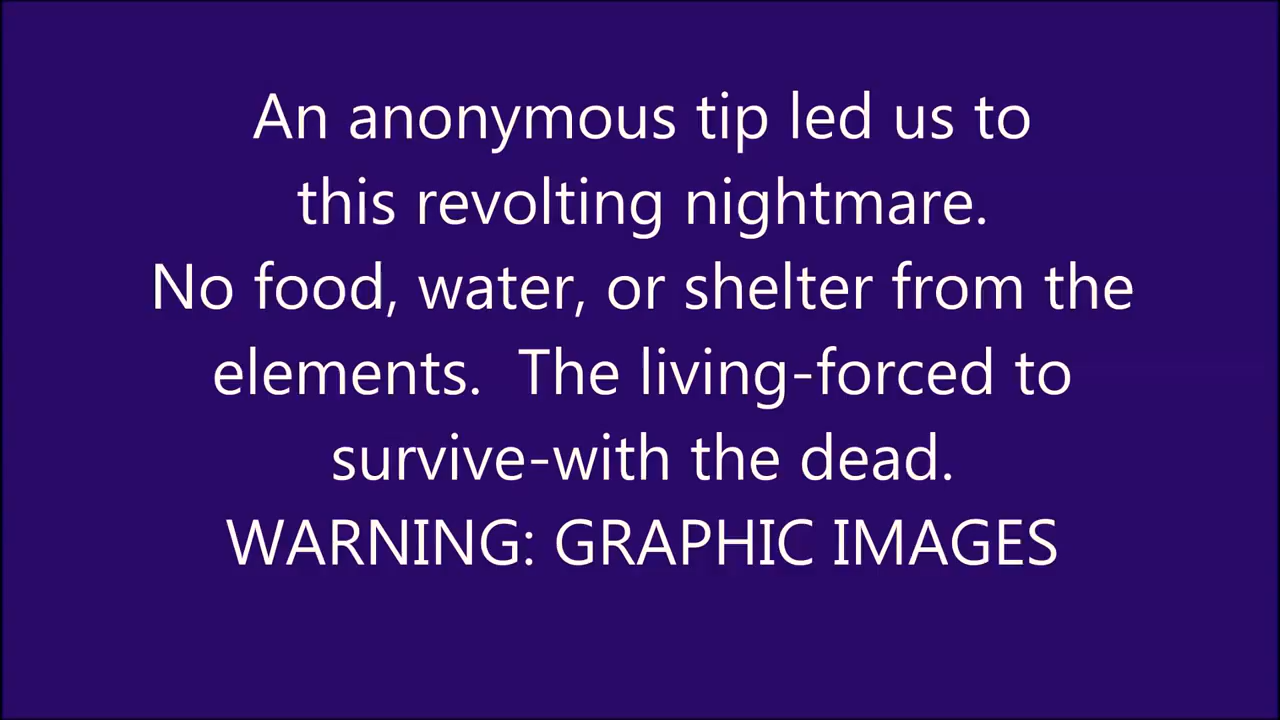 An anonymous tip led us to
this revolting nightmare.
No food, water, or shelter from the
elements.  The living-forced to
survive-with the dead.
WARNING: GRAPHIC IMAGES